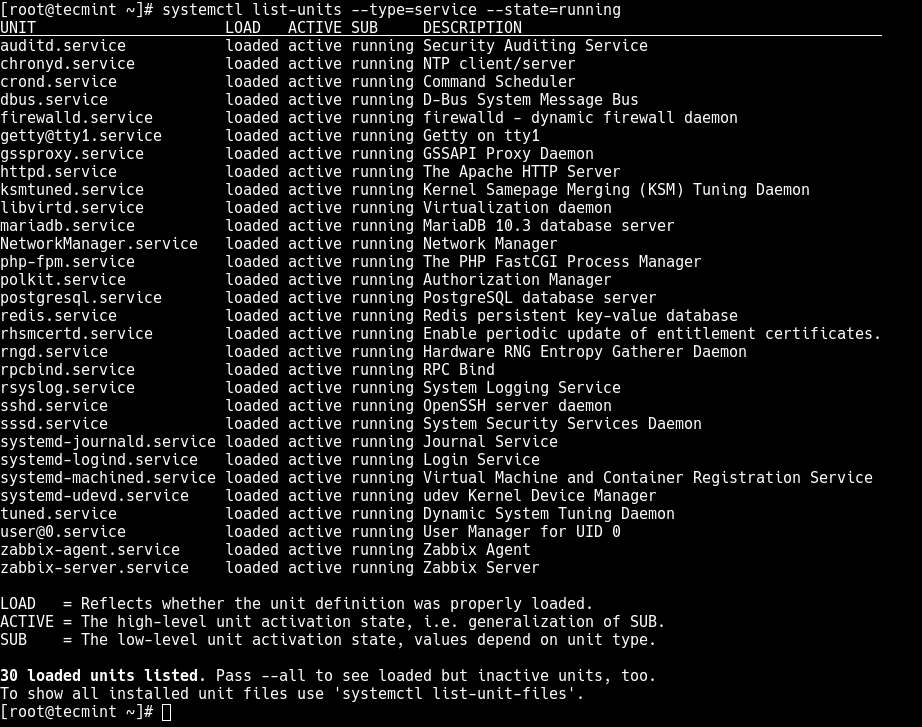 [root@tecmint ~]# systemctl list-units --type=service --state=running
UNIT                     LOAD   ACTIVE SUB     DESCRIPTION
auditd.service           loaded active running Security Auditing Service
chronyd.service          loaded active running NTP client/server
crond.service            loaded active running Command Scheduler
dbus.service             loaded active running D-Bus System Message Bus
firewalld.service        loaded active running firewalld - dynamic firewall daemon
getty@tty1.service       loaded active running Getty on tty1
gssproxy.service         loaded active running GSSAPI Proxy Daemon
httpd.service            loaded active running The Apache HTTP Server
ksmtuned.service         loaded active running Kernel Samepage Merging (KSM) Tuning Daemon
libvirtd.service         loaded active running Virtualization daemon
mariadb.service          loaded active running MariaDB 10.3 database server
NetworkManager.service   loaded active running Network Manager
php-fpm.service          loaded active running The PHP FastCGI Process Manager
polkit.service           loaded active running Authorization Manager
postgresql.service       loaded active running PostgreSQL database server
redis.service            loaded active running Redis persistent key-value database
rhsmcertd.service        loaded active running Enable periodic update of entitlement certificates.
rngd.service             loaded active running Hardware RNG Entropy Gatherer Daemon
rpcbind.service          loaded active running RPC Bind
rsyslog.service          loaded active running System Logging Service
sshd.service             loaded active running OpenSSH server daemon
sssd.service             loaded active running System Security Services Daemon
systemd-journald.service loaded active running Journal Service
systemd-logind.service   loaded active running Login Service
systemd-machined.service loaded active running Virtual Machine and Container Registration Service
systemd-udevd.service    loaded active running udev Kernel Device Manager
tuned.service            loaded active running Dynamic System Tuning Daemon
user@0.service           loaded active running User Manager for UID 0
zabbix-agent.service     loaded active running Zabbix Agent
zabbix-server.service    loaded active running Zabbix Server

LOAD   = Reflects whether the unit definition was properly loaded.
ACTIVE = The high-level unit activation state, i.e. generalization of SUB.
SUB    = The low-level unit activation state, values depend on unit type.

30 loaded units listed. Pass --all to see loaded but inactive units, too.
To show all installed unit files use 'systemctl list-unit-files'.
[root@tecmint ~]#